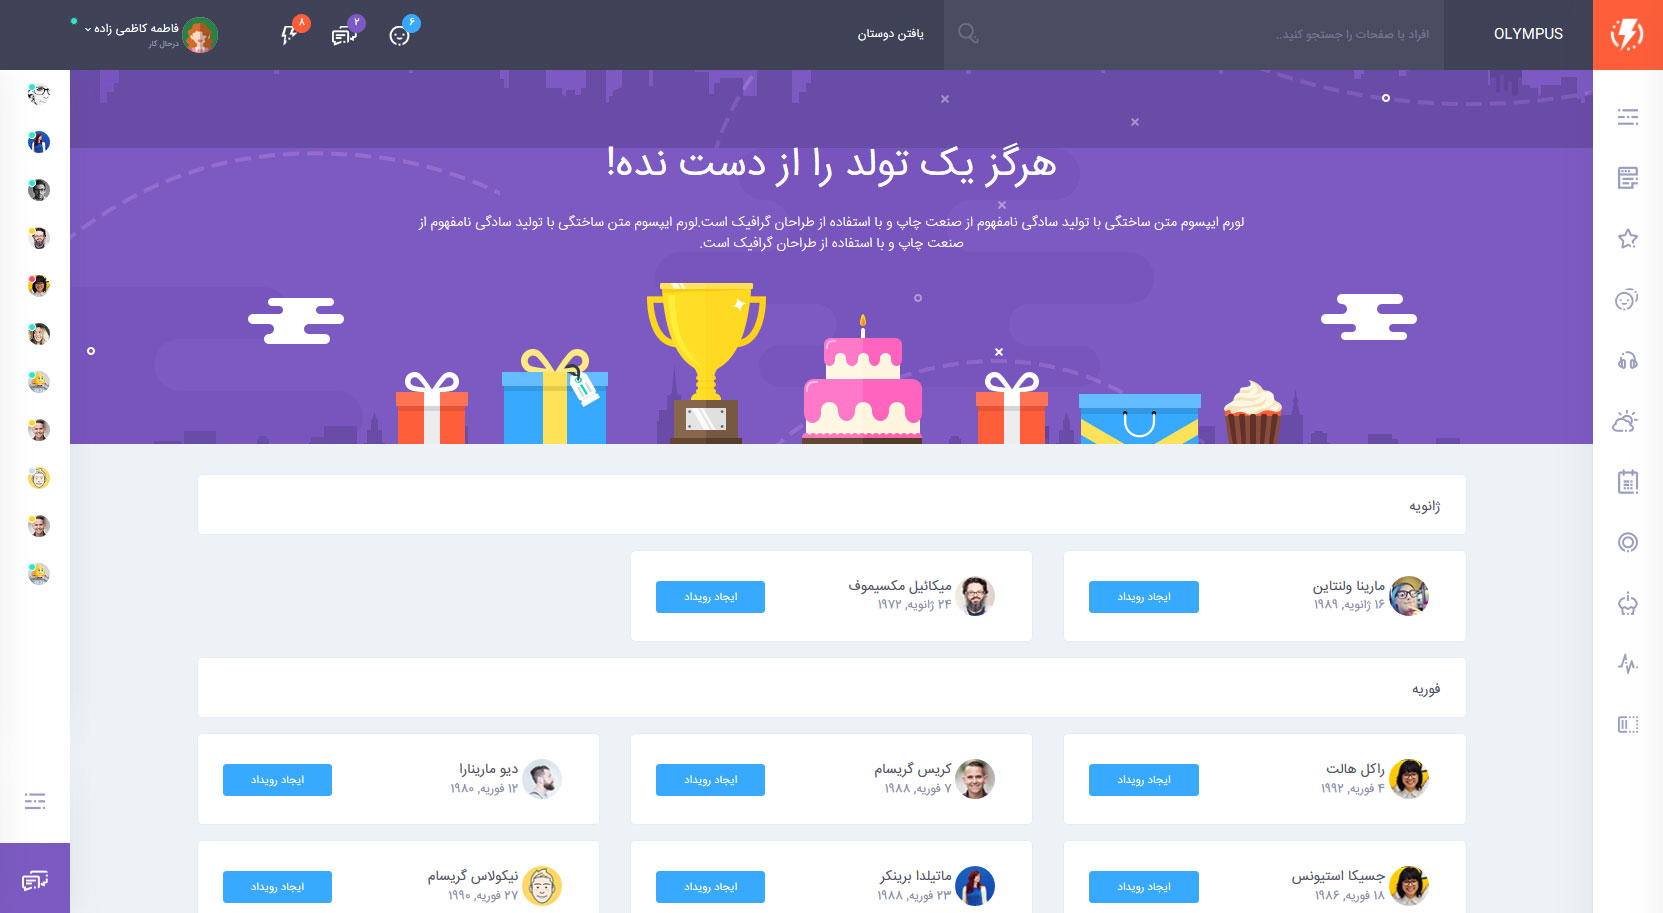 OLYMPUS
افراد یا صفحات را جستجو کنید..
یافتن دوستان
۶
۲
۸
فاطمه کاظمی زاده
درحال کار
هرگز یک تولد را از دست نده!
لورم ایپسوم متن ساختگی با تولید سادگی نامفهوم از صنعت چاپ و با استفاده از طراحان گرافیک است.لورم ایپسوم متن ساختگی با تولید سادگی نامفهوم از
صنعت چاپ و با استفاده از طراحان گرافیک است.
ژانویه
مارینا ولنتاین
۱۶ ژانویه, ۱۹۸۹
ایجاد رویداد
میکائیل مکسیموف
۲۴ ژانویه, ۱۹۷۲
ایجاد رویداد
فوریه
راکل هالت
۴ فوریه, ۱۹۹۲
ایجاد رویداد
کریس گریسام
۷ فوریه, ۱۹۸۸
ایجاد رویداد
دیو مارینارا
۱۲ فوریه, ۱۹۸۰
ایجاد رویداد
جسیکا استیونس
۱۸ فوریه, ۱۹۸۶
ایجاد رویداد
ماتیلدا برینکر
۲۳ فوریه, ۱۹۸۸
ایجاد رویداد
نیکولاس گریسام
۲۷ فوریه, ۱۹۹۰
ایجاد رویداد